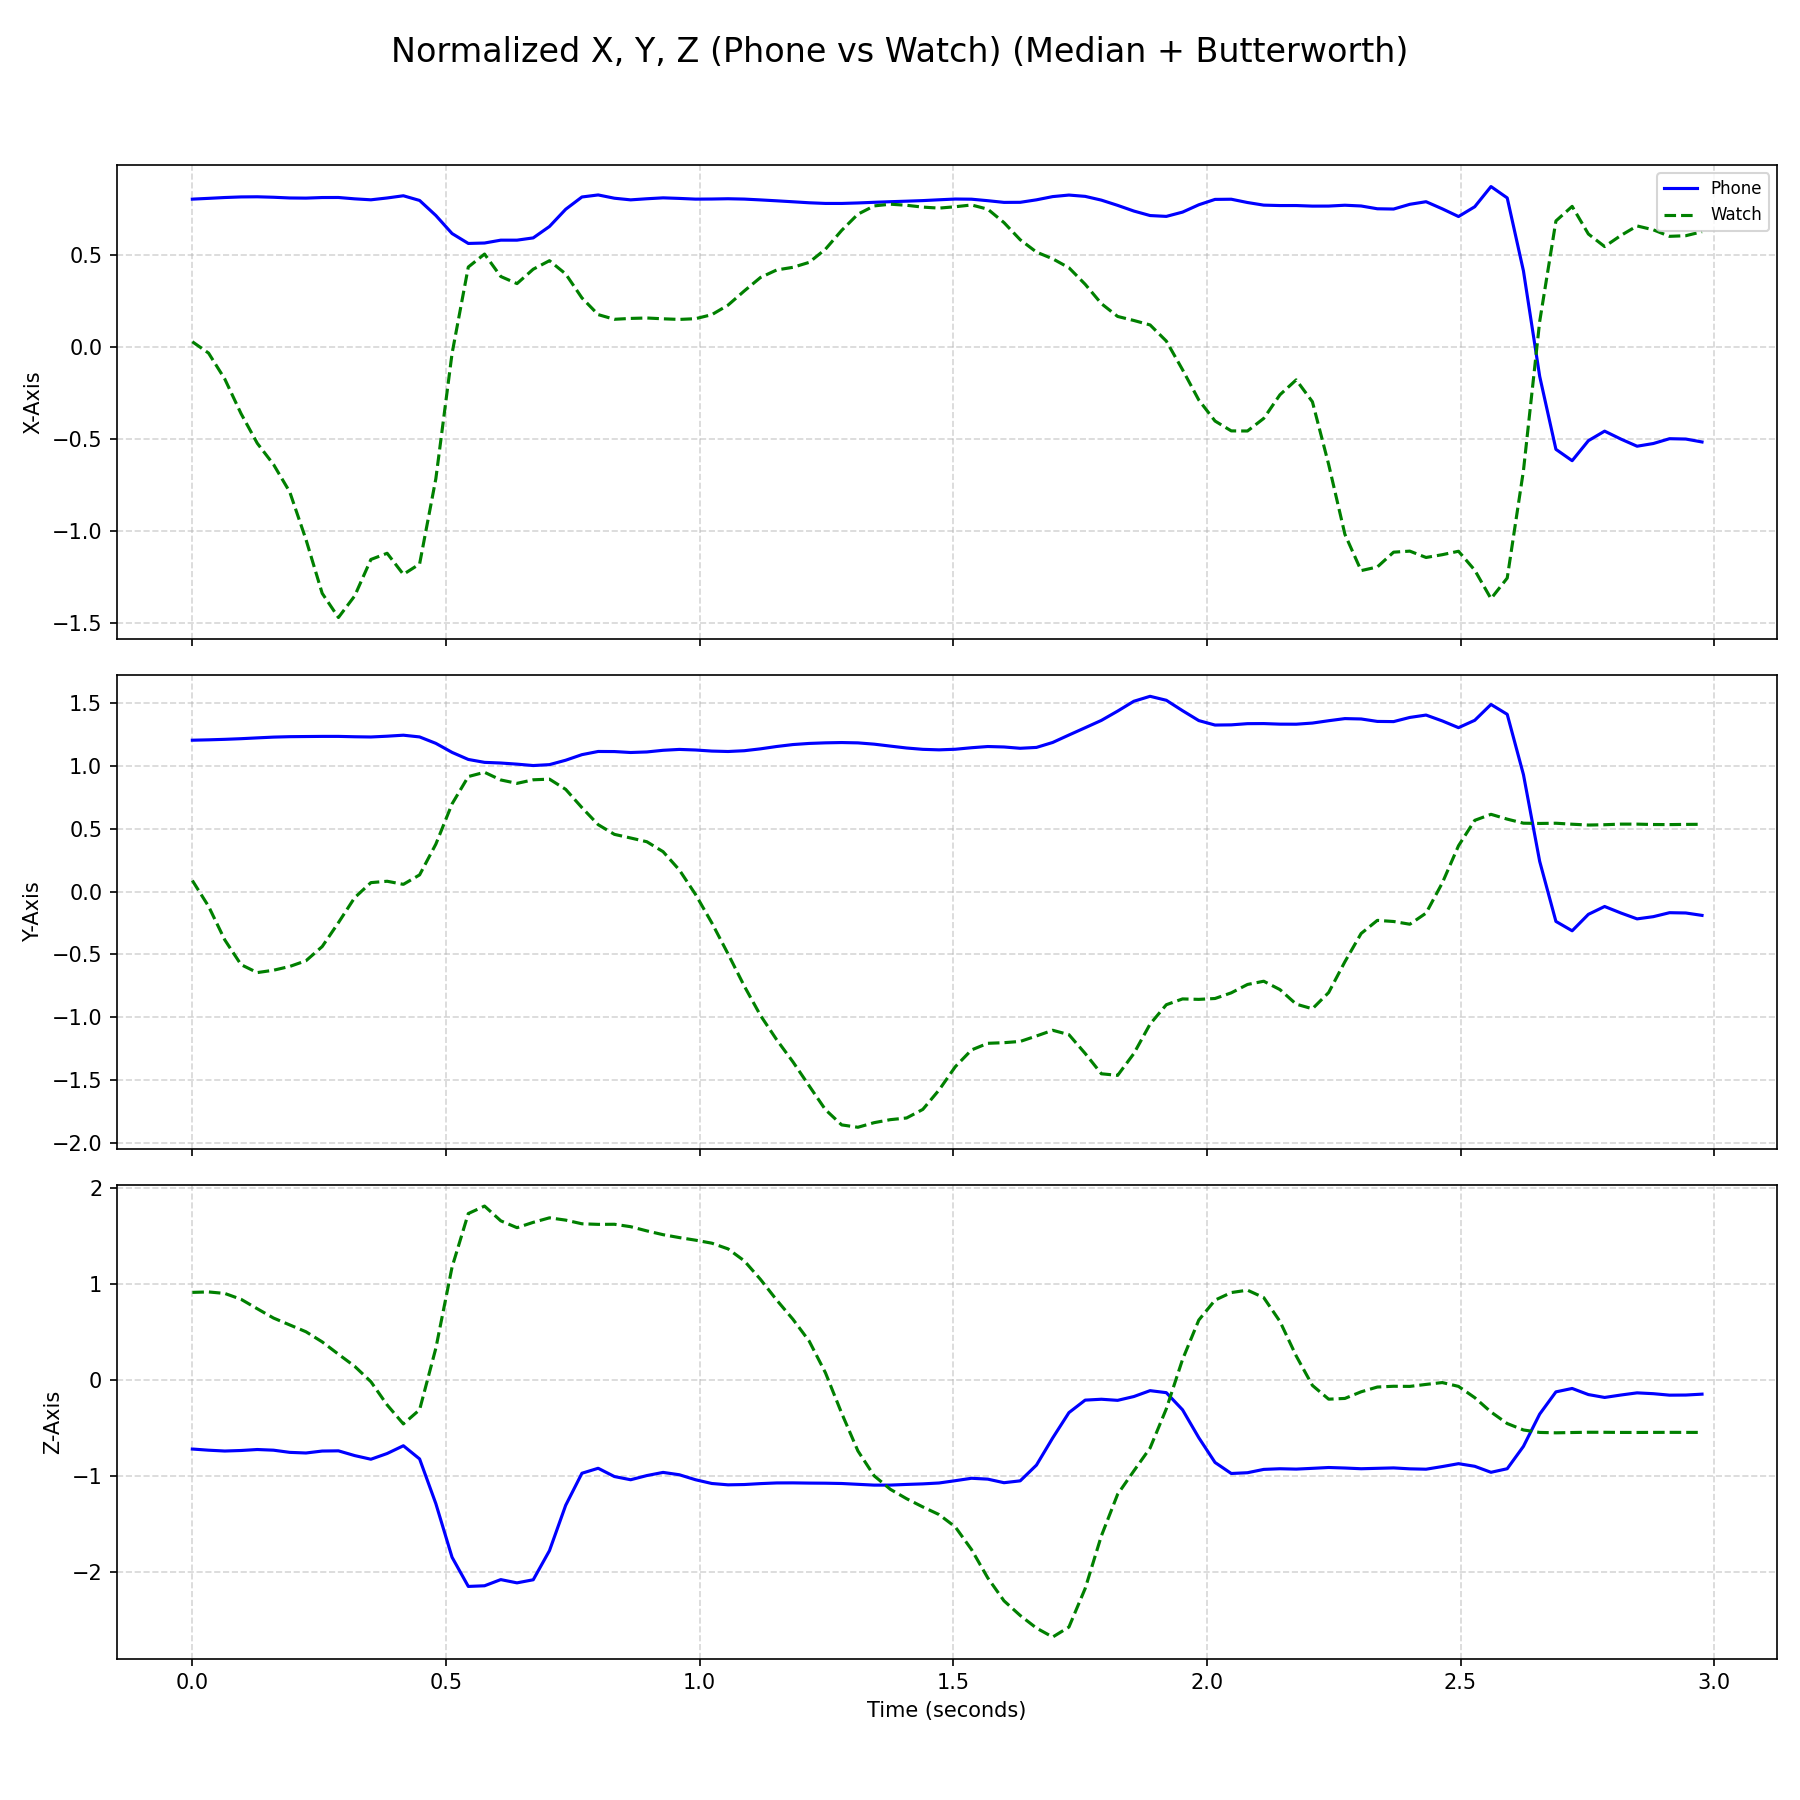 Normalized X, Y, Z (Phone vs Watch) (Median + Butterworth)
Phone
Watch
X-Axis
0.5
0.0
−0.5
−1.0
−1.5
Y-Axis
1.5
1.0
0.5
0.0
−0.5
−1.0
−1.5
−2.0
Z-Axis
2
1
0
−1
−2
0.0 0.5 1.0 1.5 2.0 2.5 3.0
Time (seconds)